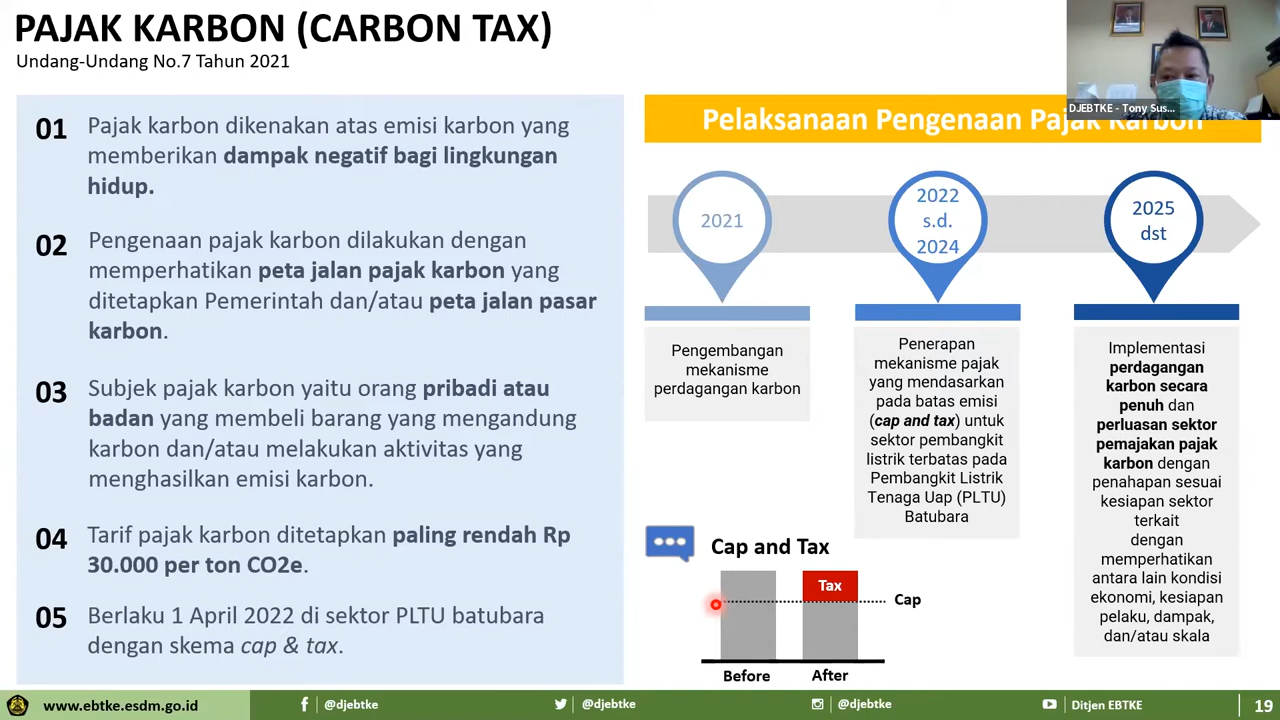 PAJAK KARBON (CARBON TAX)
Undang-Undang No.7 Tahun 2021
01
Pajak karbon dikenakan atas emisi karbon yang
memberikan dampak negatif bagi lingkungan
hidup.
02
Pengenaan pajak karbon dilakukan dengan
memperhatikan peta jalan pajak karbon yang
ditetapkan Pemerintah dan/atau peta jalan pasar
karbon.
03
Subjek pajak karbon yaitu orang pribadi atau
badan yang membeli barang yang mengandung
karbon dan/atau melakukan aktivitas yang
menghasilkan emisi karbon.
04
Tarif pajak karbon ditetapkan paling rendah Rp
30.000 per ton CO2e.
05
Berlaku 1 April 2022 di sektor PLTU batubara
dengan skema cap & tax.
DJEBTKE - Tony Sus...
Pelaksanaan Pengenaan Pajak Karbon
2021
Pengembangan
mekanisme
perdagangan karbon
2022
s.d.
2024
Penerapan
mekanisme pajak
yang mendasarkan
pada batas emisi
(cap and tax) untuk
sektor pembangkit
listrik terbatas pada
Pembangkit Listrik
Tenaga Uap (PLTU)
Batubara
2025
dst
Implementasi
perdagangan
karbon secara
penuh dan
perluasan sektor
pemajakan pajak
karbon dengan
penahapan sesuai
kesiapan sektor
terkait
dengan
memperhatikan
antara lain kondisi
ekonomi, kesiapan
pelaku, dampak,
dan/atau skala
Cap and Tax
Tax
Cap
Before
After
www.ebtke.esdm.go.id
@djebtke
@djebtke
@djebtke
Ditjen EBTKE
19